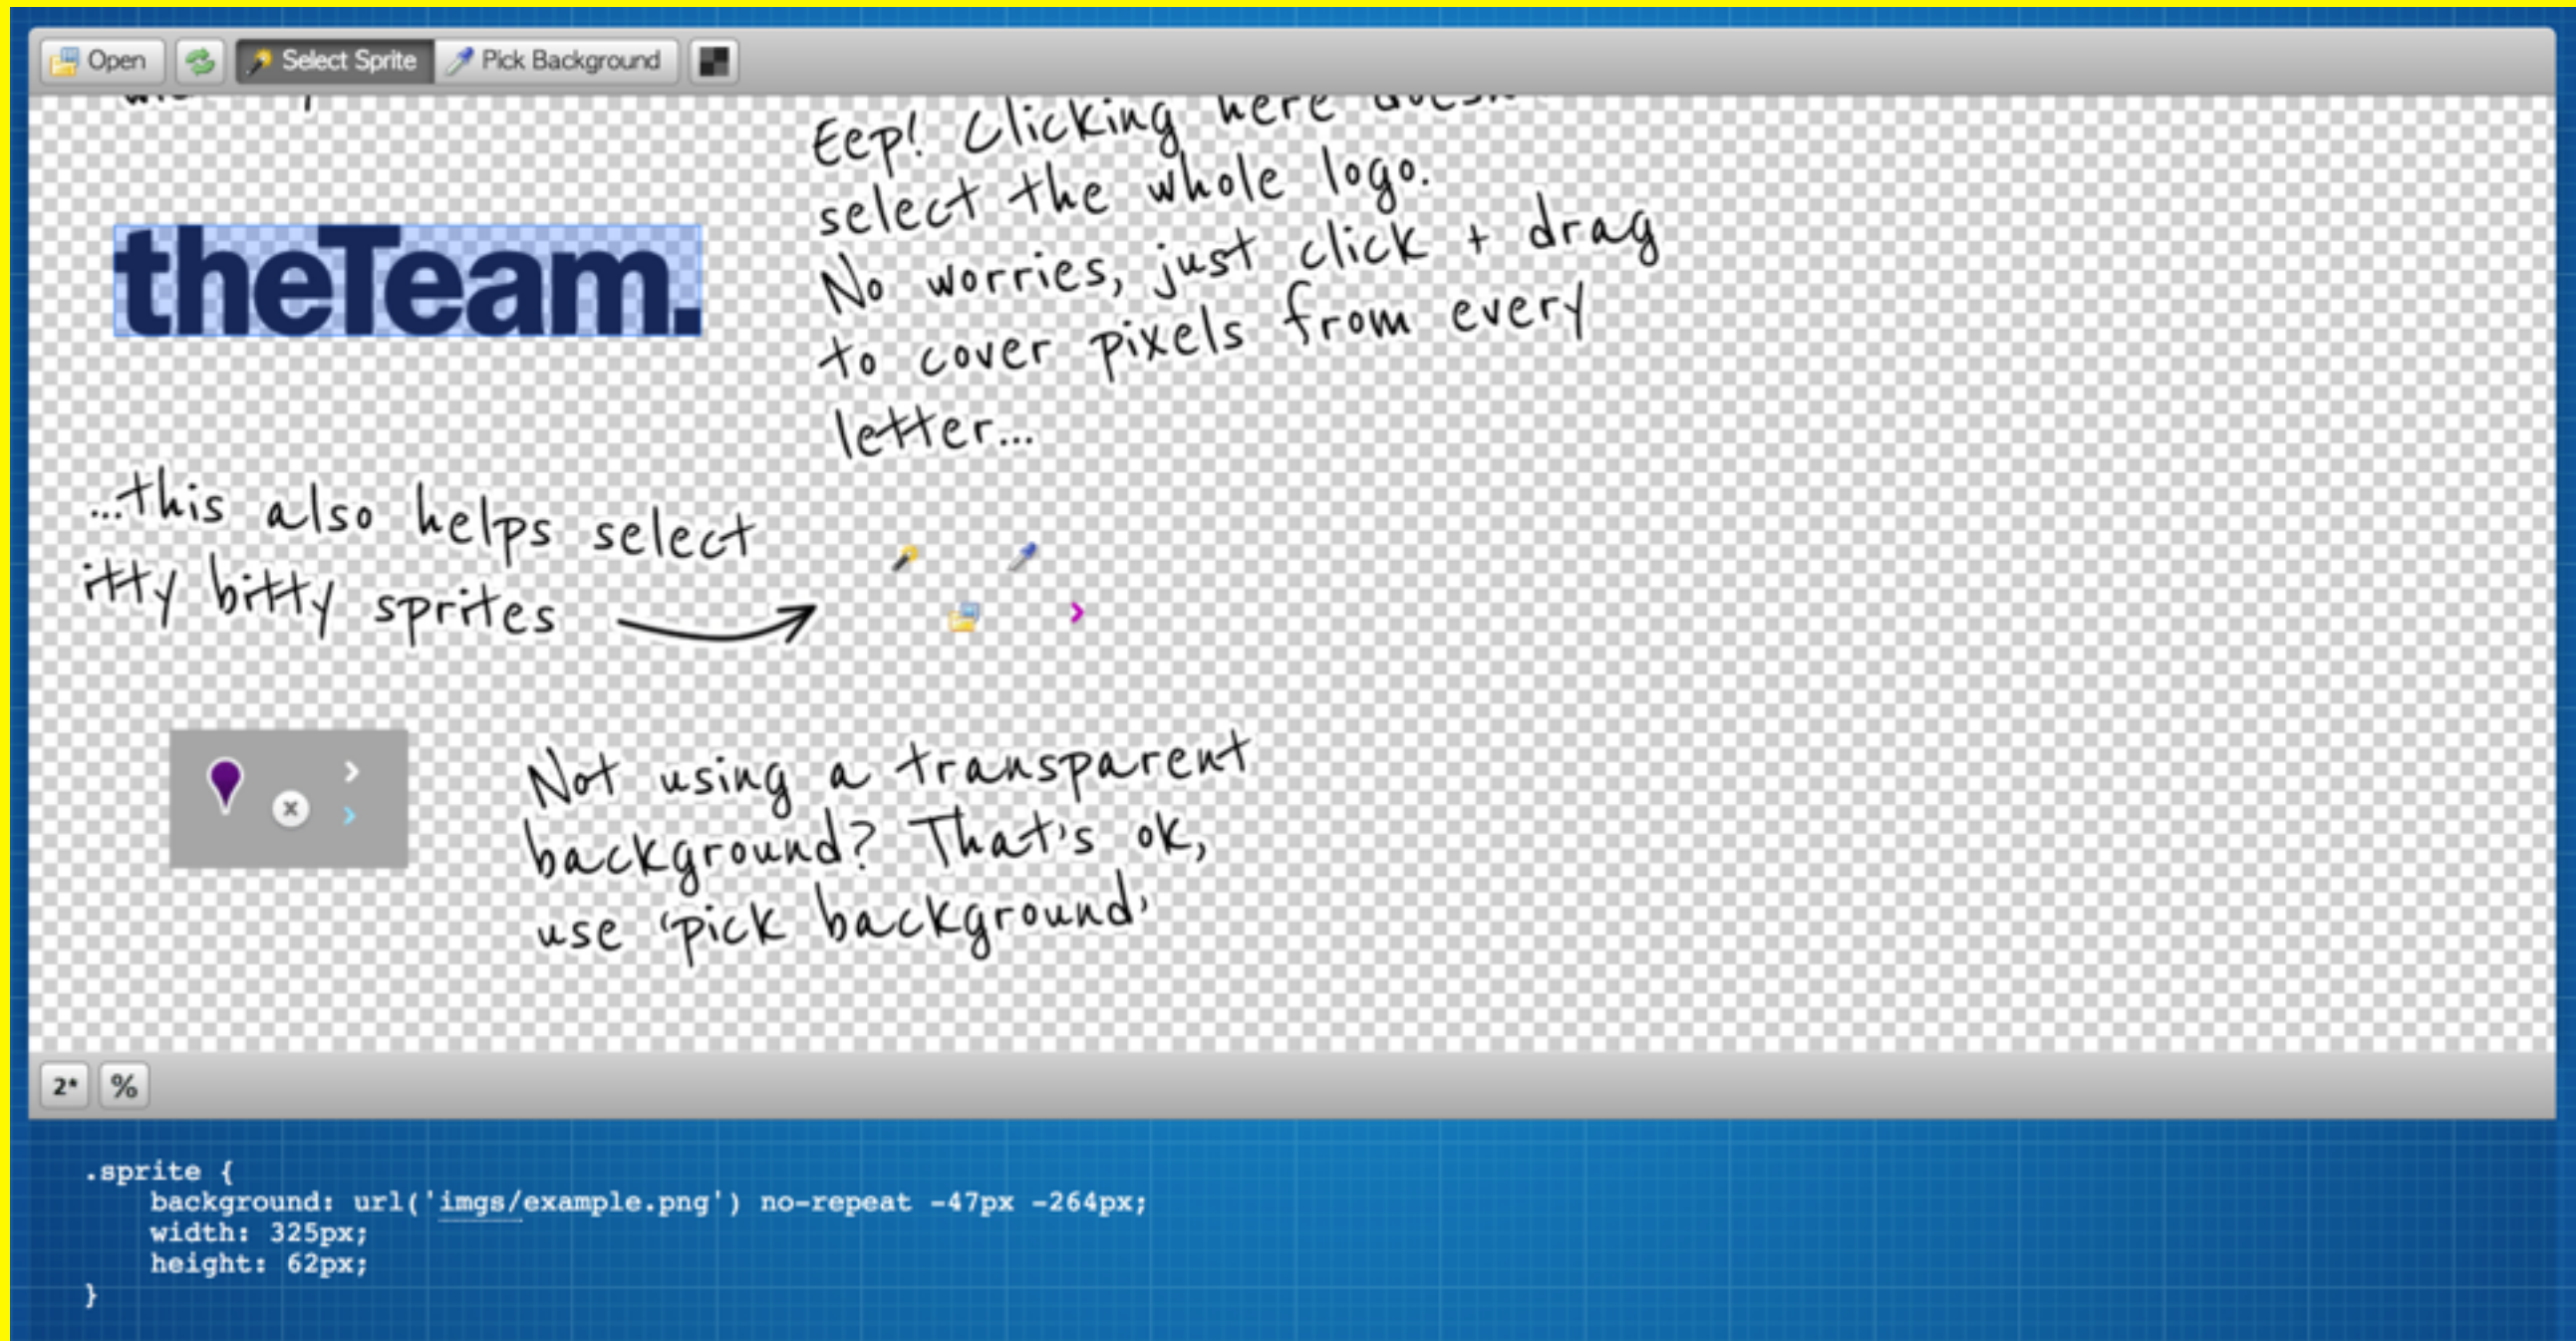 Open Select Sprite Pick Background
Eep! Clicking here
select the whole logo.
No worries, just click + drag
to cover pixels from every
letter...
theTeam.
...this also helps select
itty bitty sprites
Not using a transparent
background? That's ok,
use 'pick background'
2* %
.sprite {
background: url('imgs/example.png') no-repeat -47px -264px;
width: 325px;
height: 62px;
}